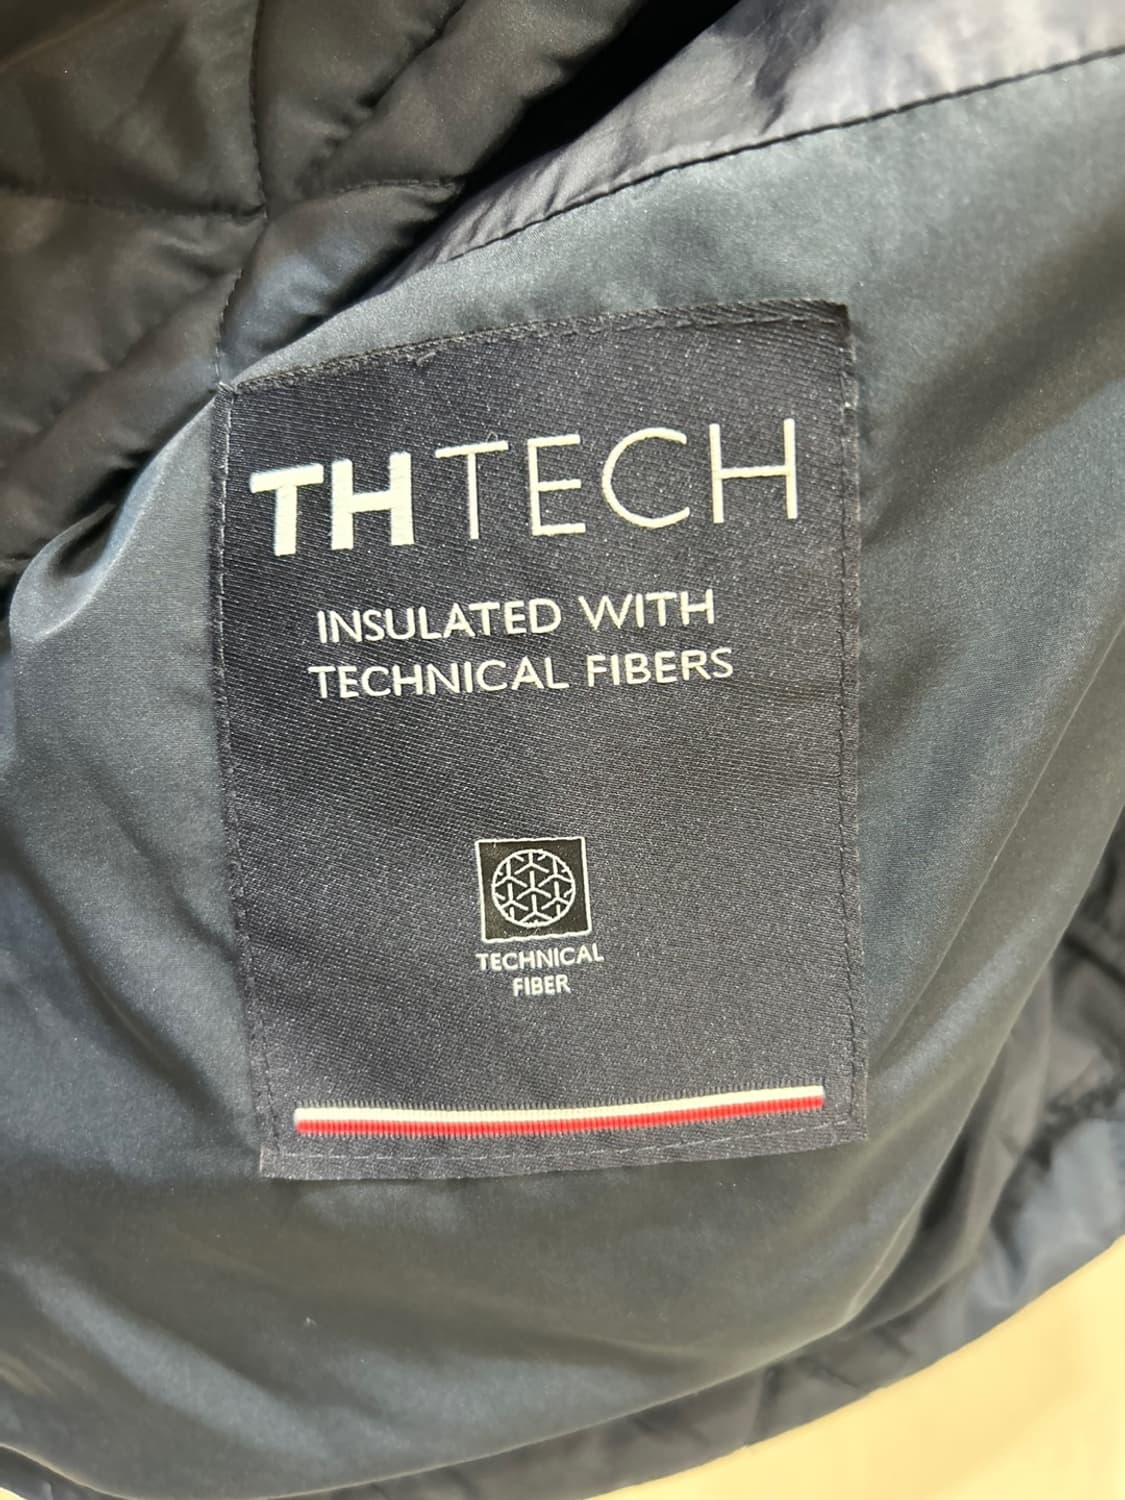 TH TECH
INSULATED WITH
TECHNICAL FIBERS
TECHNICAL
FIBER